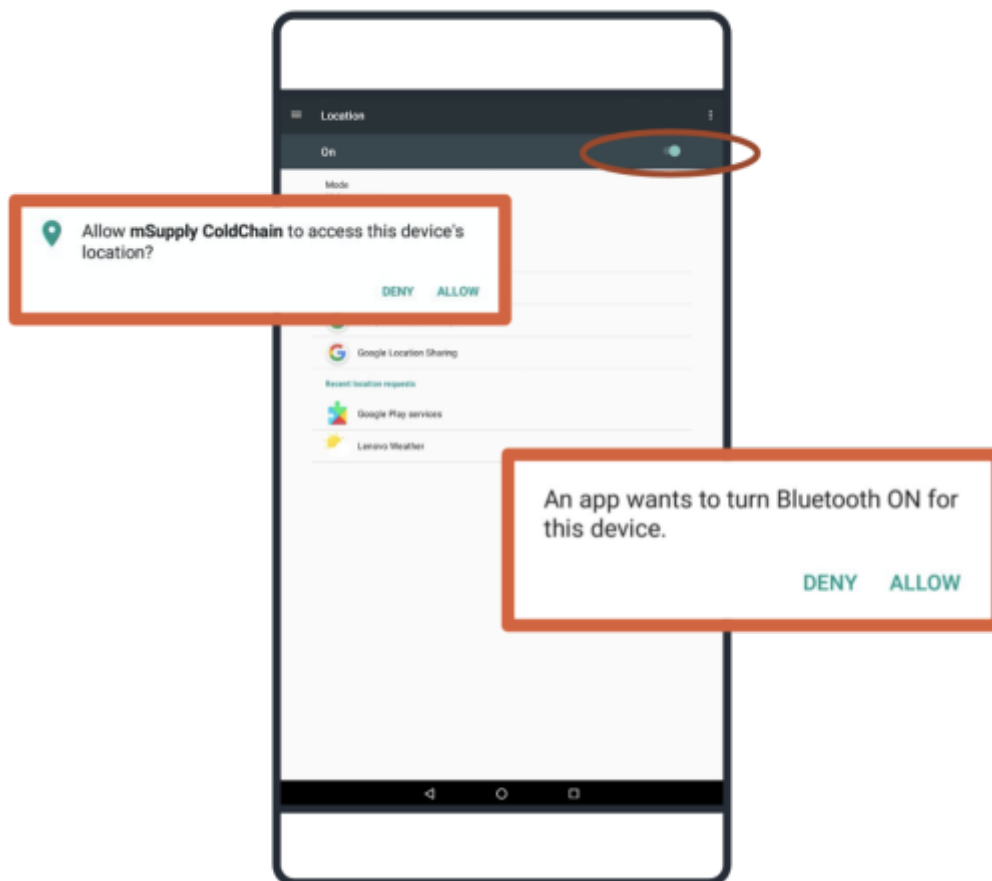 Location
On
Mode
Allow mSupply ColdChain to access this device's
location?
DENY ALLOW
Google Location Sharing
Recent location requests
Google Play services
Lenovo Weather
An app wants to turn Bluetooth ON for
this device.
DENY ALLOW